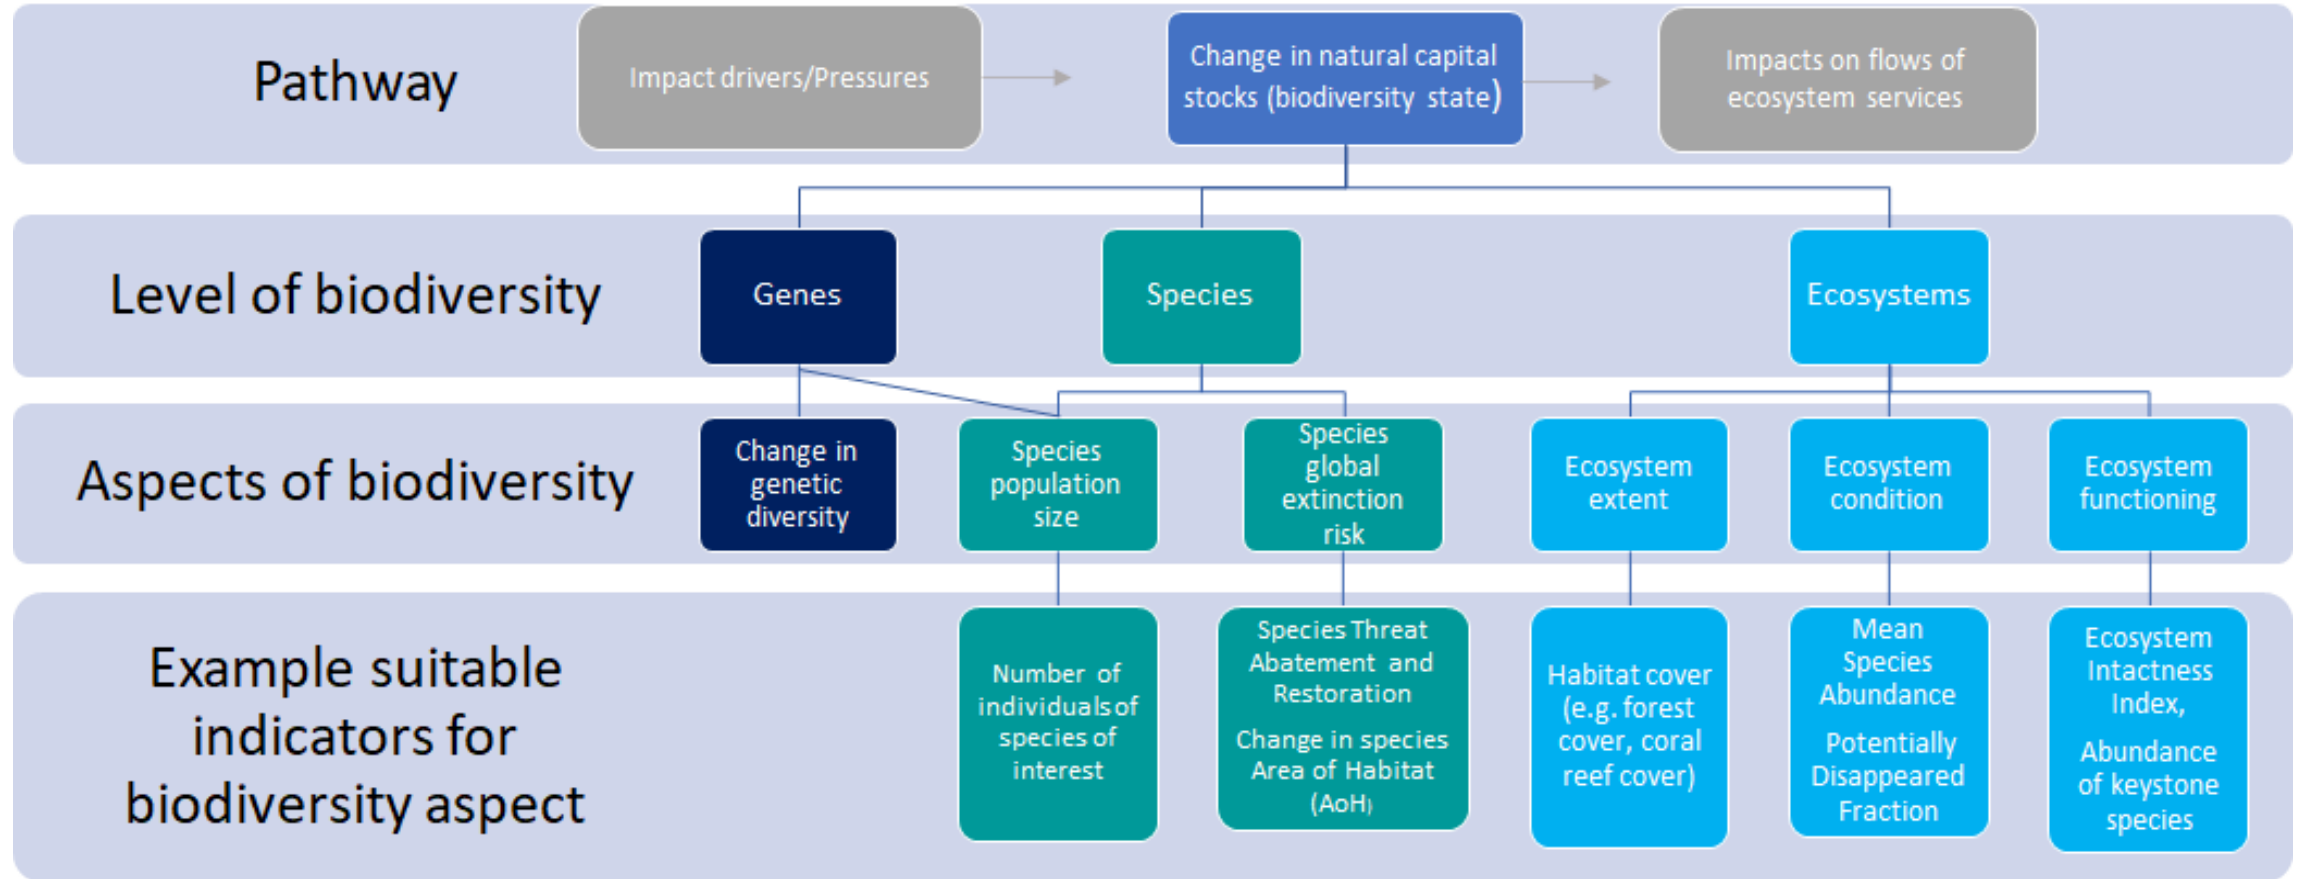 Pathway
Impact drivers/Pressures
Change in natural capital
stocks (biodiversity state)
Impacts on flows of
ecosystem services
Level of biodiversity
Genes
Species
Ecosystems
Aspects of biodiversity
Change in
genetic
diversity
Species
population
size
Species
global
extinction
risk
Ecosystem
extent
Ecosystem
condition
Ecosystem
functioning
Example suitable
indicators for
biodiversity aspect
Number of
individuals of
species of
interest
Species Threat
Abatement and
Restoration
Change in species
Area of Habitat
(AoH)
Habitat cover
(e.g. forest
cover, coral
reef cover)
Mean
Species
Abundance
Potentially
Disappeared
Fraction
Ecosystem
Intactness
Index,
Abundance
of keystone
species